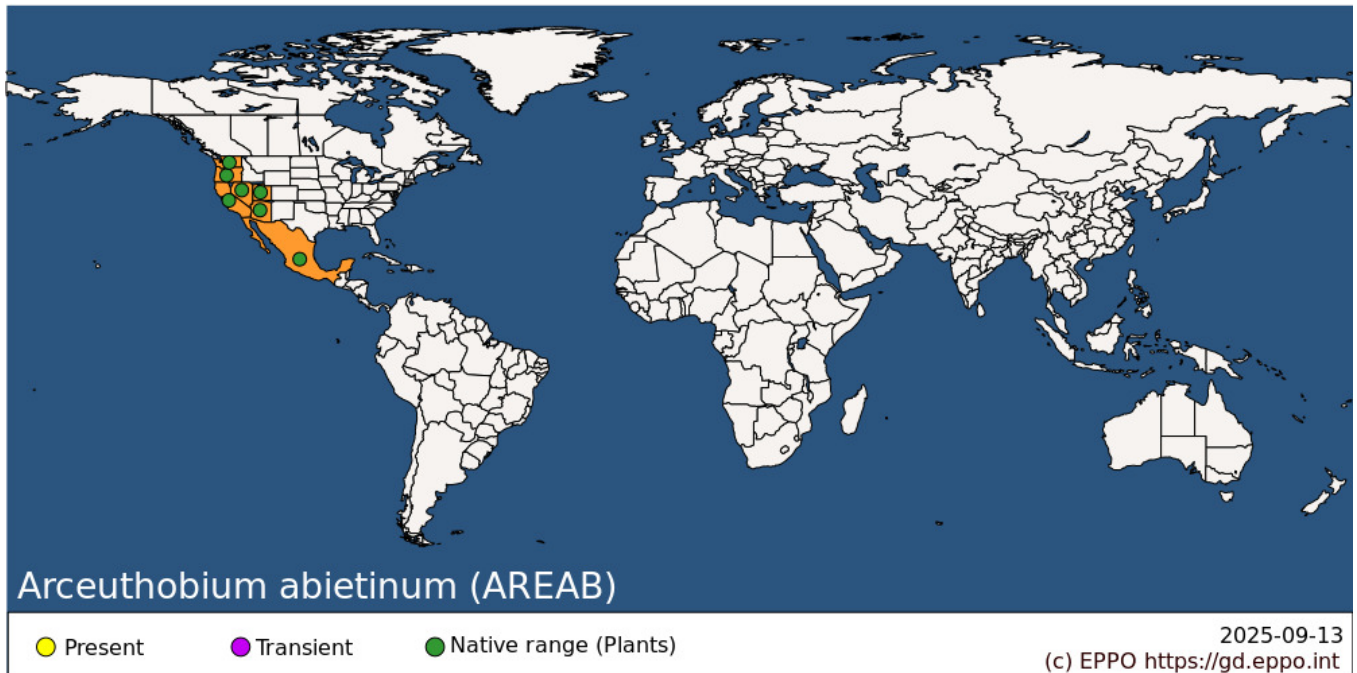 Arceuthobium abietinum (AREAB)
Present
Transient
Native range (Plants)
2025-09-13
(c) EPPO https://gd.eppo.int